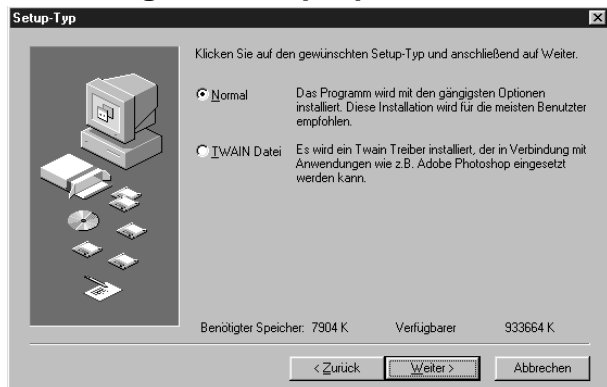 Setup-Typ
Klicken Sie auf den gewünschten Setup-Typ und anschließend auf Weiter.
Normal
Das Programm wird mit den gängigsten Optionen
installiert. Diese Installation wird für die meisten Benutzter
empfohlen.
TWAIN Datei
Es wird ein Twain Treiber installiert, der in Verbindung mit
Anwendungen wie z.B. Adobe Photoshop eingesetzt
werden kann.
Benötigter Speicher: 7904 K Verfügbarer 933664 K
< Zurück Weiter > Abbrechen